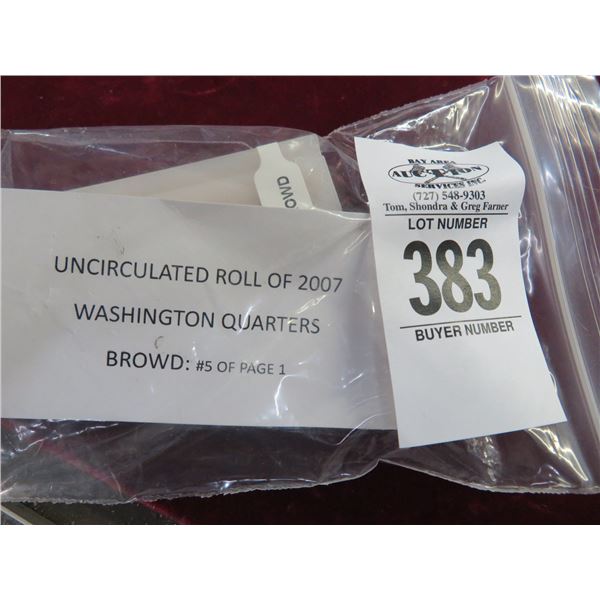 OWD
UNCIRCULATED ROLL OF 2007
WASHINGTON QUARTERS
BROWD: #5 OF PAGE 1
BAY AREA
AUCTION
SERVICES INC.
(727) 548-9303
Tom, Shondra & Greg Farner
LOT NUMBER
383
BUYER NUMBER